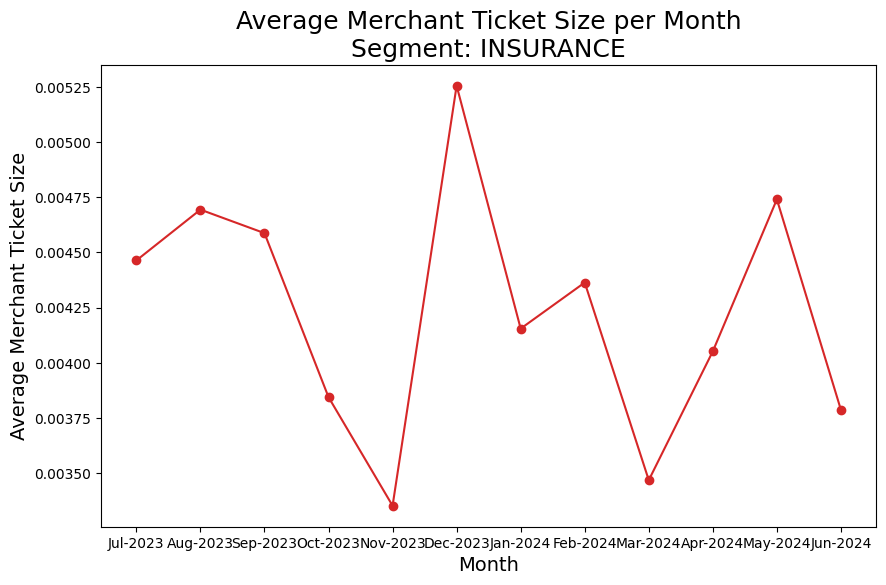 Average Merchant Ticket Size per Month
Segment: INSURANCE
Average Merchant Ticket Size
0.00525
0.00500
0.00475
0.00450
0.00425
0.00400
0.00375
0.00350
Jul-2023 Aug-2023 Sep-2023 Oct-2023 Nov-2023 Dec-2023 Jan-2024 Feb-2024 Mar-2024 Apr-2024 May-2024 Jun-2024
Month